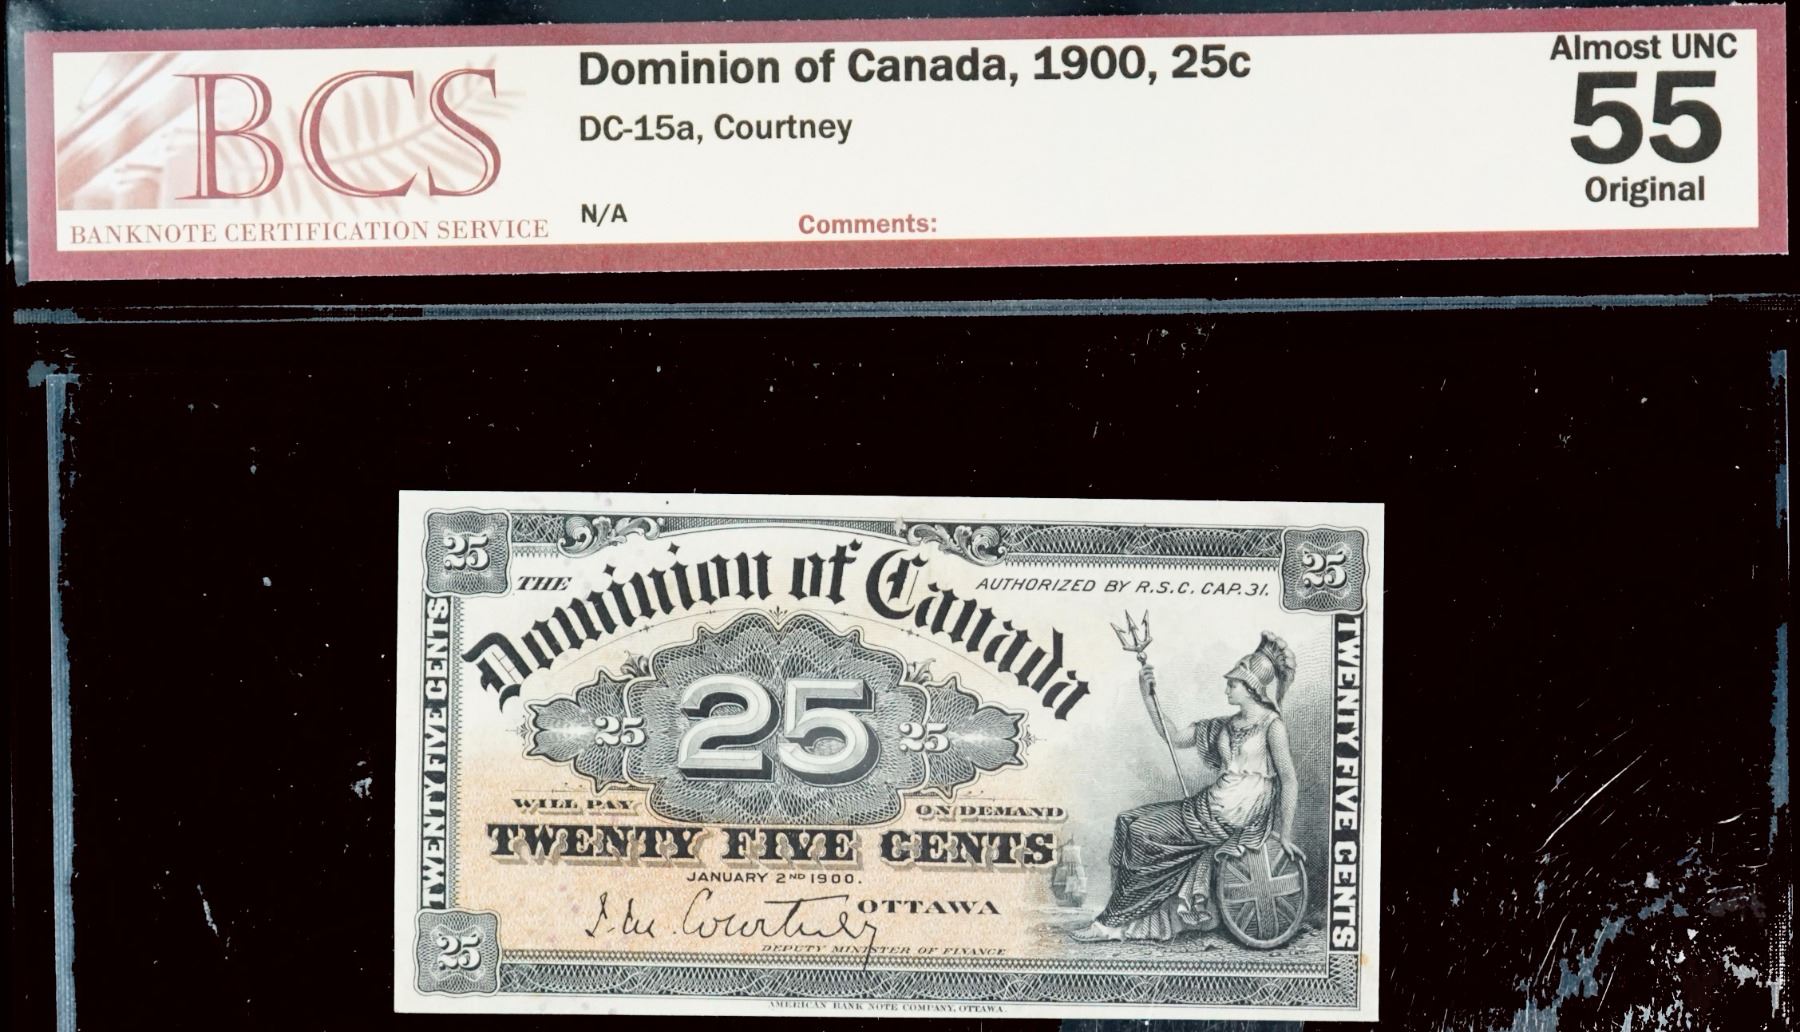 BCS
BANKNOTE CERTIFICATION SERVICE
Dominion of Canada, 1900, 25c
DC-15a, Courtney
N/A
Comments:
Almost UNC
55
Original
25
25
THE
Dominion of Canada
AUTHORIZED BY R.S.C. CAP. 31.
TWENTY FIVE CENTS
TWENTY FIVE CENTS
25
25
25
WILL PAY
ON DEMAND
TWENTY FIVE CENTS
JANUARY 2ND 1900.
J. M. Courtney
OTTAWA
DEPUTY MINISTER OF FINANCE
25
AMERICAN BANK NOTE COMPANY, OTTAWA.